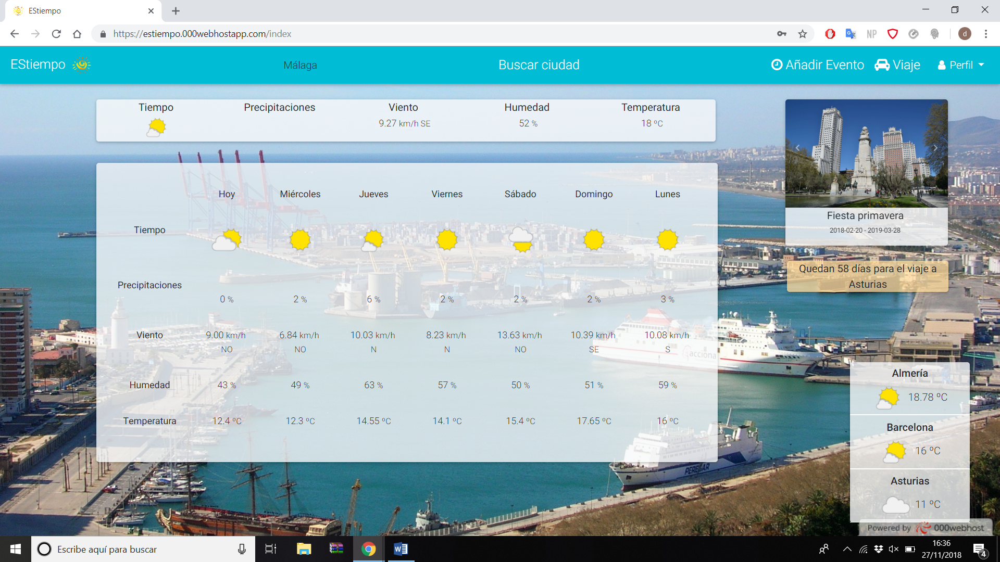 EStiempo
https://estiempo.000webhostapp.com/index
NP
d
EStiempo
Málaga
Buscar ciudad
Añadir Evento
Viaje
Perfil
Tiempo Precipitaciones Viento Humedad Temperatura
9.27 km/h SE 52 % 18 ºC
Hoy Miércoles Jueves Viernes Sábado Domingo Lunes
Tiempo
Precipitaciones
0 % 2 % 6 % 2 % 2 % 2 % 3 %
Viento 9.00 km/h 6.84 km/h 10.03 km/h 8.23 km/h 13.63 km/h 10.39 km/h 10.08 km/h
NO NO N N NO SE S
Humedad 43 % 49 % 63 % 57 % 50 % 51 % 59 %
Temperatura 12.4 ºC 12.3 ºC 14.55 ºC 14.1 ºC 15.4 ºC 17.65 ºC 16 ºC
Fiesta primavera
2018-02-20 - 2019-03-28
Quedan 58 días para el viaje a
Asturias
acciona
PEREGAR
Almería
18.78 ºC
Barcelona
16 ºC
Asturias
11 ºC
Powered by 000webhost
Escribe aquí para buscar
16:36
27/11/2018
4